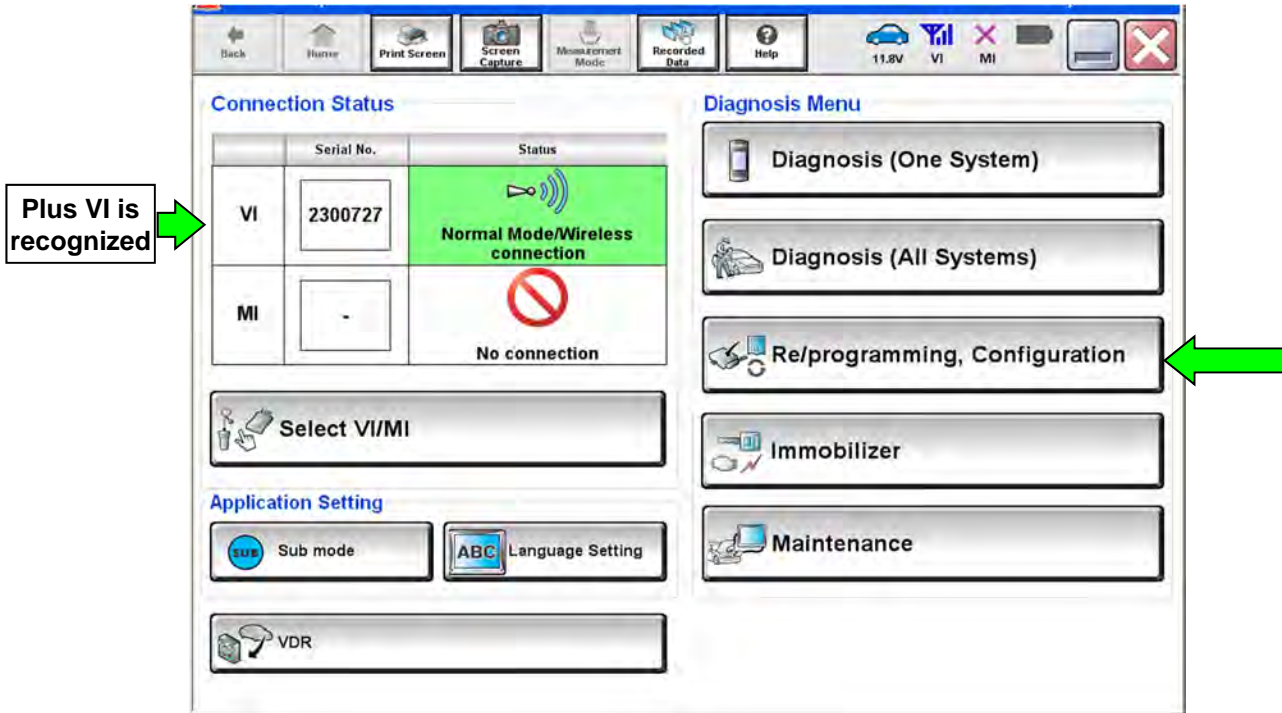 Back
Home
Print Screen
Screen
Capture
Measurement
Mode
Recorded
Data
Help
11.8V
VI
MI
Connection Status
Serial No.
Status
VI
2300727
Normal Mode/Wireless
connection
MI
-
No connection
Plus VI is
recognized
Select VI/MI
Application Setting
SUB
Sub mode
ABC
Language Setting
VDR
Diagnosis Menu
Diagnosis (One System)
Diagnosis (All Systems)
Re/programming, Configuration
Immobilizer
Maintenance